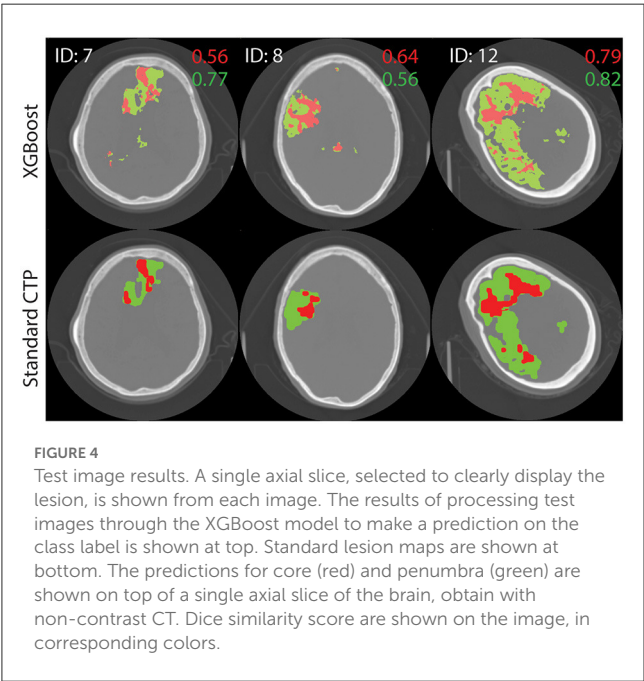 ID: 7
0.56
0.77
ID: 8
0.64
0.56
ID: 12
0.79
0.82
XGBoost
Standard CTP
FIGURE 4
Test image results. A single axial slice, selected to clearly display the
lesion, is shown from each image. The results of processing test
images through the XGBoost model to make a prediction on the
class label is shown at top. Standard lesion maps are shown at
bottom. The predictions for core (red) and penumbra (green) are
shown on top of a single axial slice of the brain, obtain with
non-contrast CT. Dice similarity score are shown on the image, in
corresponding colors.